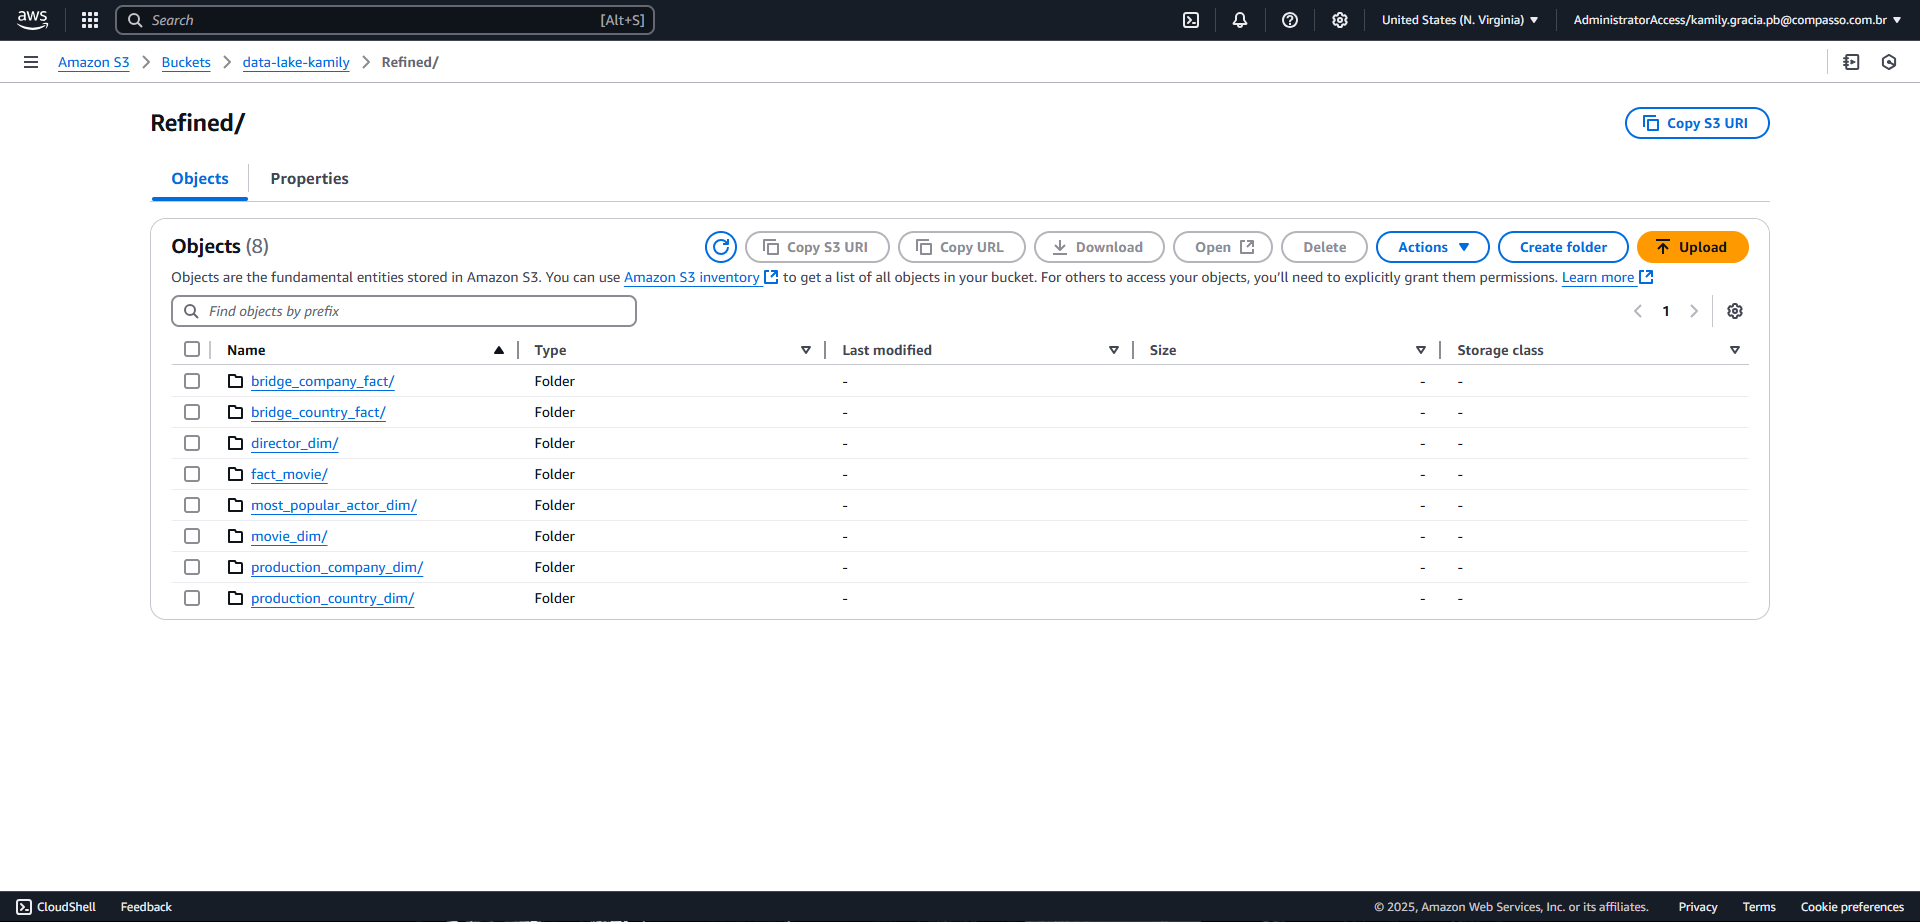 aws Search [Alt+S] United States (N. Virginia) AdministratorAccess/kamily.gracia.pb@compasso.com.br
Amazon S3 Buckets data-lake-kamily Refined/
Refined/
Copy S3 URI
Objects Properties
Objects (8)
Copy S3 URI Copy URL Download Open Delete Actions Create folder Upload
Objects are the fundamental entities stored in Amazon S3. You can use Amazon S3 inventory to get a list of all objects in your bucket. For others to access your objects, you'll need to explicitly grant them permissions. Learn more
Find objects by prefix
1
Name Type Last modified Size Storage class
bridge_company_fact/ Folder - - -
bridge_country_fact/ Folder - - -
director_dim/ Folder - - -
fact_movie/ Folder - - -
most_popular_actor_dim/ Folder - - -
movie_dim/ Folder - - -
production_company_dim/ Folder - - -
production_country_dim/ Folder - - -
CloudShell Feedback © 2025, Amazon Web Services, Inc. or its affiliates. Privacy Terms Cookie preferences